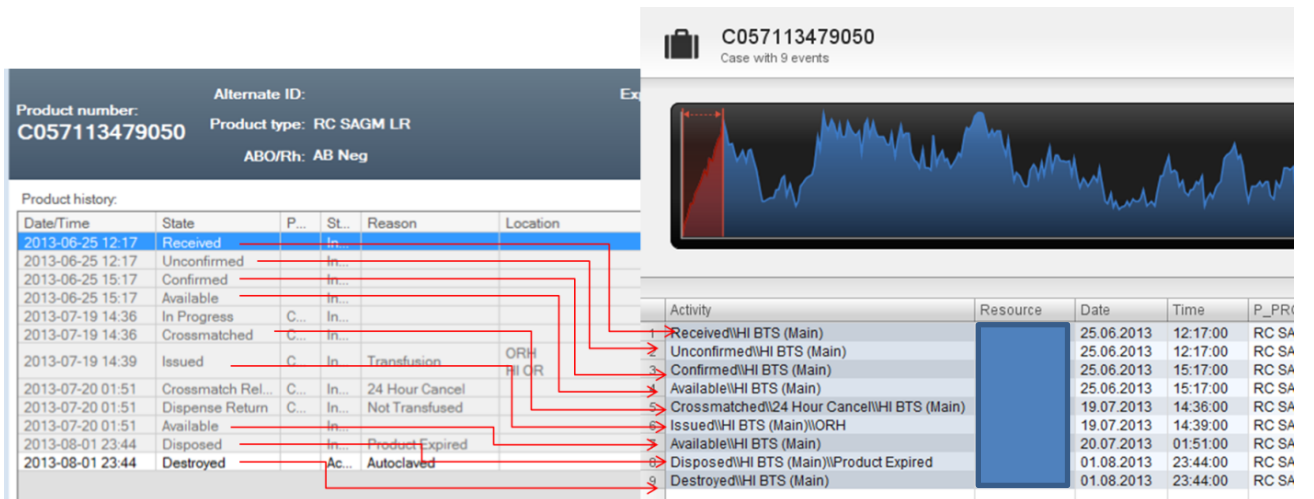 C057113479050
Case with 9 events
Alternate ID:
Product number:
C057113479050
Product type: RC SAGM LR
ABO/Rh: AB Neg
Product history:
Date/Time State P... St... Reason Location
2013-06-25 12:17 Received In...
2013-06-25 12:17 Unconfirmed In...
2013-06-25 15:17 Confirmed In...
2013-06-25 15:17 Available In...
2013-07-19 14:36 In Progress C... In...
2013-07-19 14:36 Crossmatched C... In...
2013-07-19 14:39 Issued C... In... Transfusion ORH
HI OR
2013-07-20 01:51 Crossmatch Rel... C... In... 24 Hour Cancel
2013-07-20 01:51 Dispense Return C... In... Not Transfused
2013-07-20 01:51 Available In...
2013-08-01 23:44 Disposed In... Product Expired
2013-08-01 23:44 Destroyed Ac... Autoclaved
Activity Resource Date Time P_PRO
1 Received\\HI BTS (Main) 25.06.2013 12:17:00 RC SA
2 Unconfirmed\\HI BTS (Main) 25.06.2013 12:17:00 RC SA
3 Confirmed\\HI BTS (Main) 25.06.2013 15:17:00 RC SA
4 Available\\HI BTS (Main) 25.06.2013 15:17:00 RC SA
5 Crossmatched\\24 Hour Cancel\\HI BTS (Main) 19.07.2013 14:36:00 RC SA
6 Issued\\HI BTS (Main)\\ORH 19.07.2013 14:39:00 RC SA
7 Available\\HI BTS (Main) 20.07.2013 01:51:00 RC SA
8 Disposed\\HI BTS (Main)\\Product Expired 01.08.2013 23:44:00 RC SA
9 Destroyed\\HI BTS (Main) 01.08.2013 23:44:00 RC SA